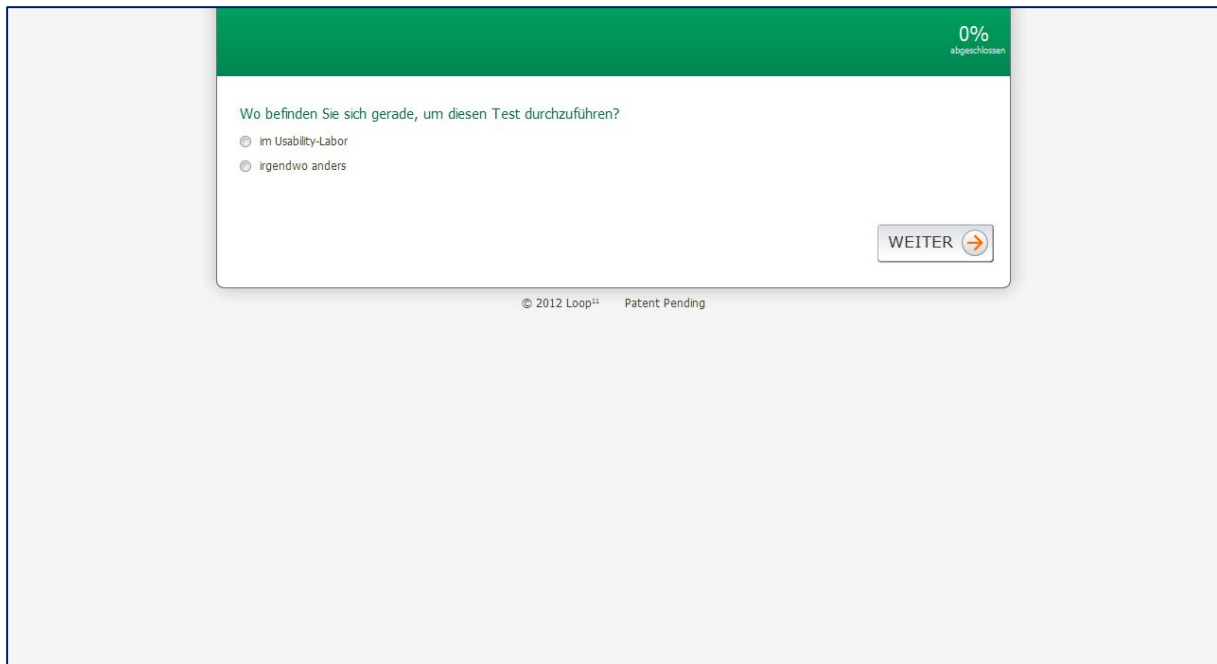 0%
abgeschlossen
Wo befinden Sie sich gerade, um diesen Test durchzuführen?
im Usability-Labor
irgendwo anders
WEITER
© 2012 Loop¹¹ Patent Pending